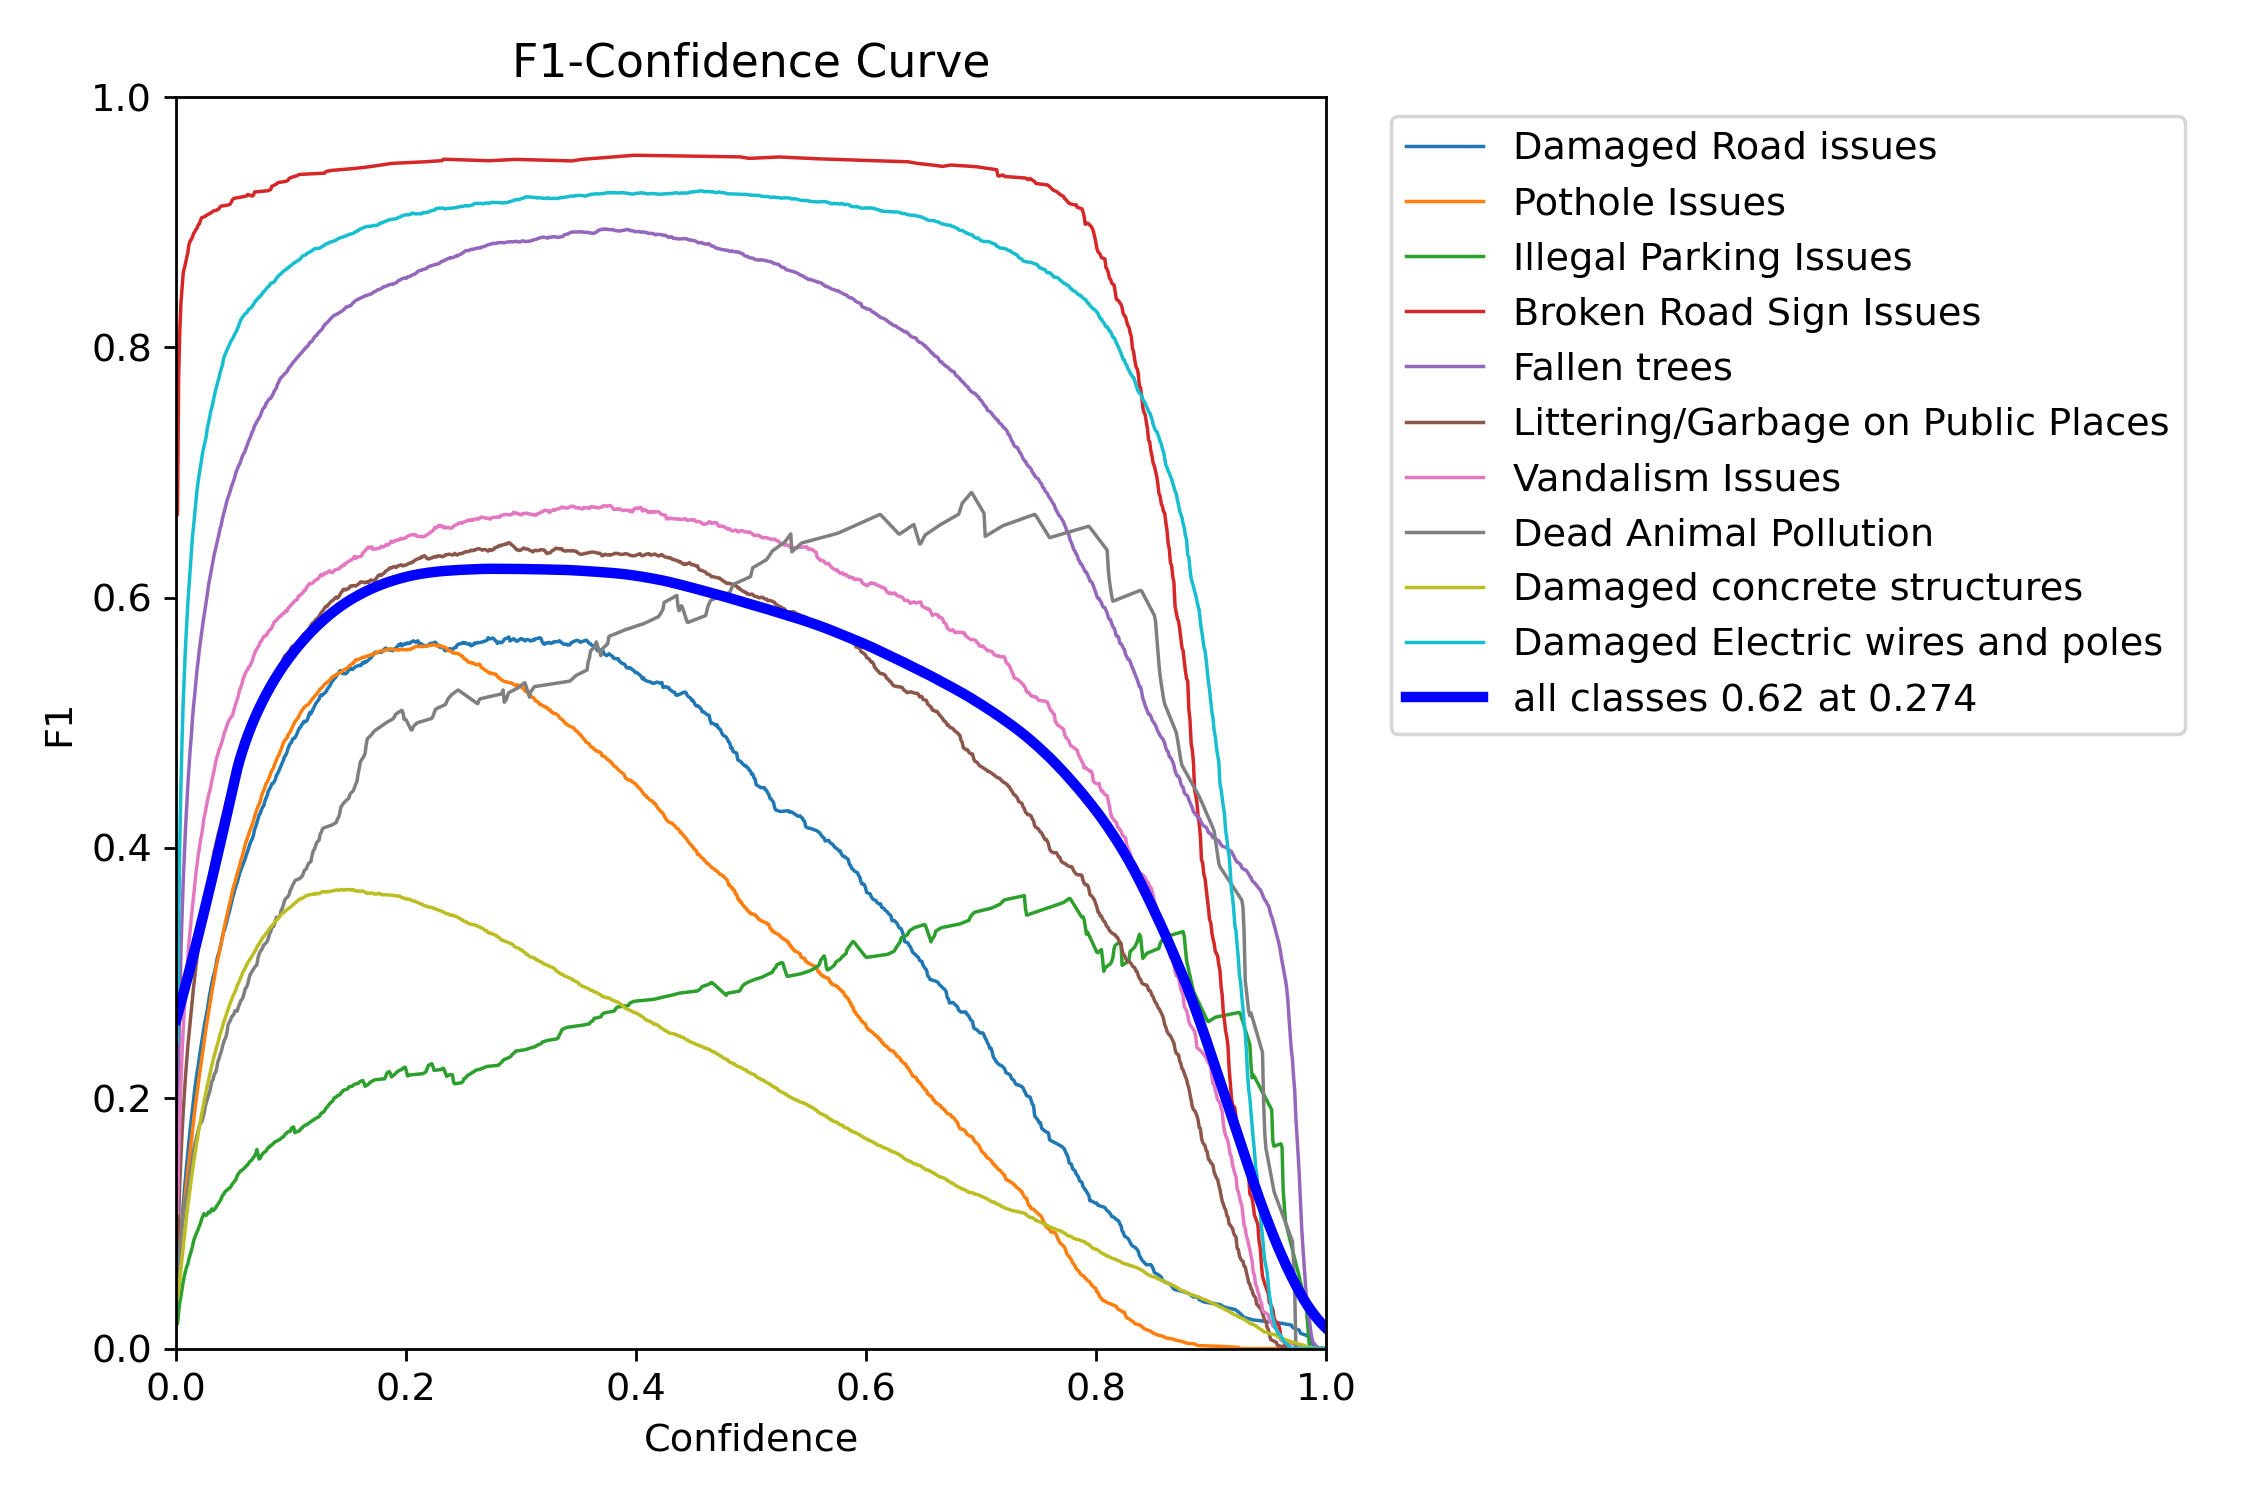 F1-Confidence Curve
1.0
0.8
0.6
0.4
0.2
0.0
F1
0.0 0.2 0.4 0.6 0.8 1.0
Confidence
Damaged Road issues
Pothole Issues
Illegal Parking Issues
Broken Road Sign Issues
Fallen trees
Littering/Garbage on Public Places
Vandalism Issues
Dead Animal Pollution
Damaged concrete structures
Damaged Electric wires and poles
all classes 0.62 at 0.274